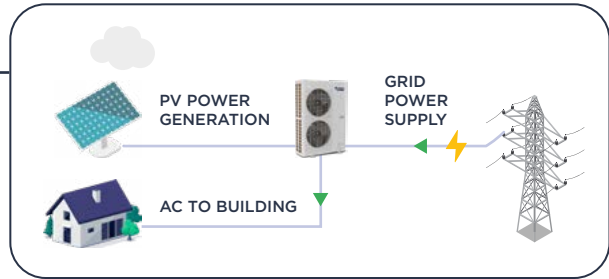 PV POWER
GENERATION
GRID
POWER
SUPPLY
AC TO BUILDING